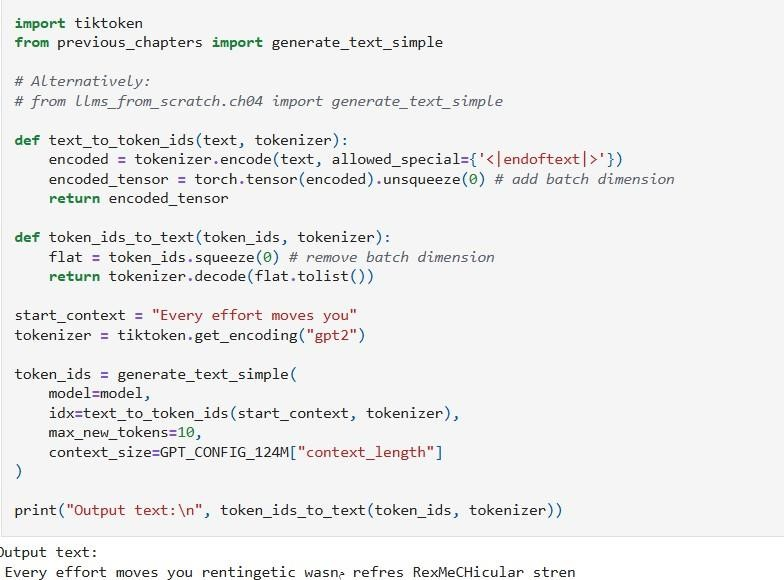 import tiktoken
from previous_chapters import generate_text_simple
# Alternatively:
# from llms_from_scratch.ch04 import generate_text_simple
def text_to_token_ids(text, tokenizer):
    encoded = tokenizer.encode(text, allowed_special={'<|endoftext|>'})
    encoded_tensor = torch.tensor(encoded).unsqueeze(0) # add batch dimension
    return encoded_tensor
def token_ids_to_text(token_ids, tokenizer):
    flat = token_ids.squeeze(0) # remove batch dimension
    return tokenizer.decode(flat.tolist())
start_context = "Every effort moves you"
tokenizer = tiktoken.get_encoding("gpt2")
token_ids = generate_text_simple(
    model=model,
    idx=text_to_token_ids(start_context, tokenizer),
    max_new_tokens=10,
    context_size=GPT_CONFIG_124M["context_length"]
)
print("Output text:\n", token_ids_to_text(token_ids, tokenizer))
Output text:
 Every effort moves you rentingetic wasn refres RexMeCHicular stren